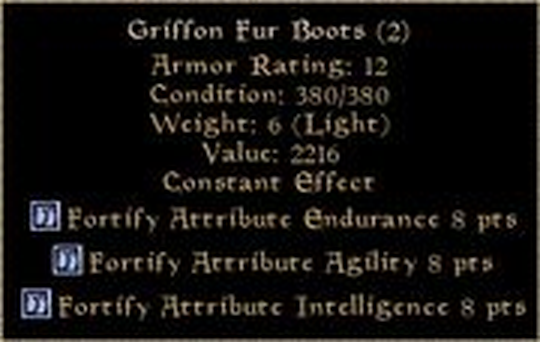 Griffon Fur Boots (2)
Armor Rating: 12
Condition: 380/380
Weight: 6 (Light)
Value: 2216
Constant Effect
Fortify Attribute Endurance 8 pts
Fortify Attribute Agility 8 pts
Fortify Attribute Intelligence 8 pts